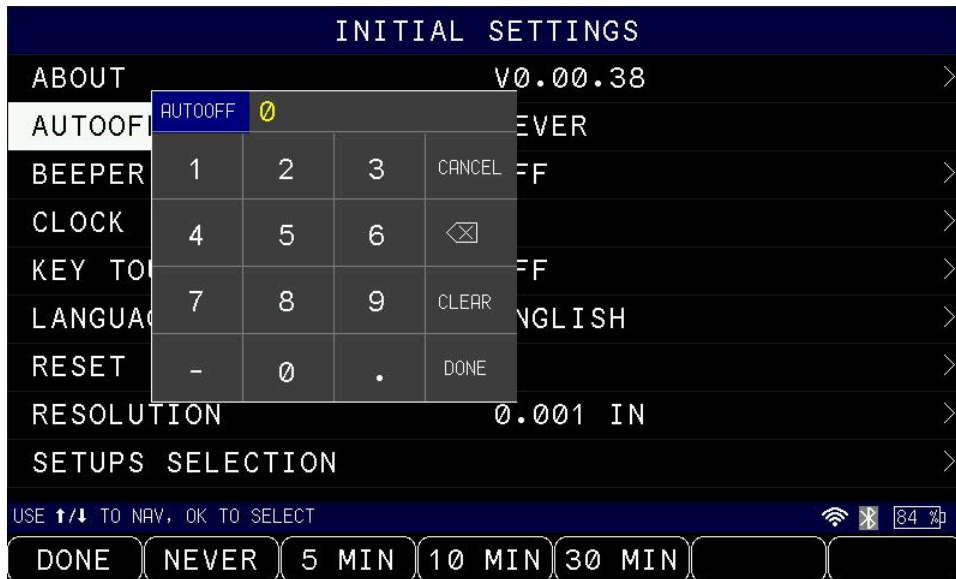 INITIAL SETTINGS
ABOUT V0.00.38 >
AUTOOFF 0
AUTOOF EVER
1 2 3 CANCEL
BEEPER FF >
4 5 6
CLOCK >
KEY TO FF >
7 8 9 CLEAR
LANGUA NGLISH >
- 0 . DONE
RESET >
RESOLUTION 0.001 IN >
SETUPS SELECTION >
USE ↑/↓ TO NAV, OK TO SELECT 84 %
DONE NEVER 5 MIN 10 MIN 30 MIN